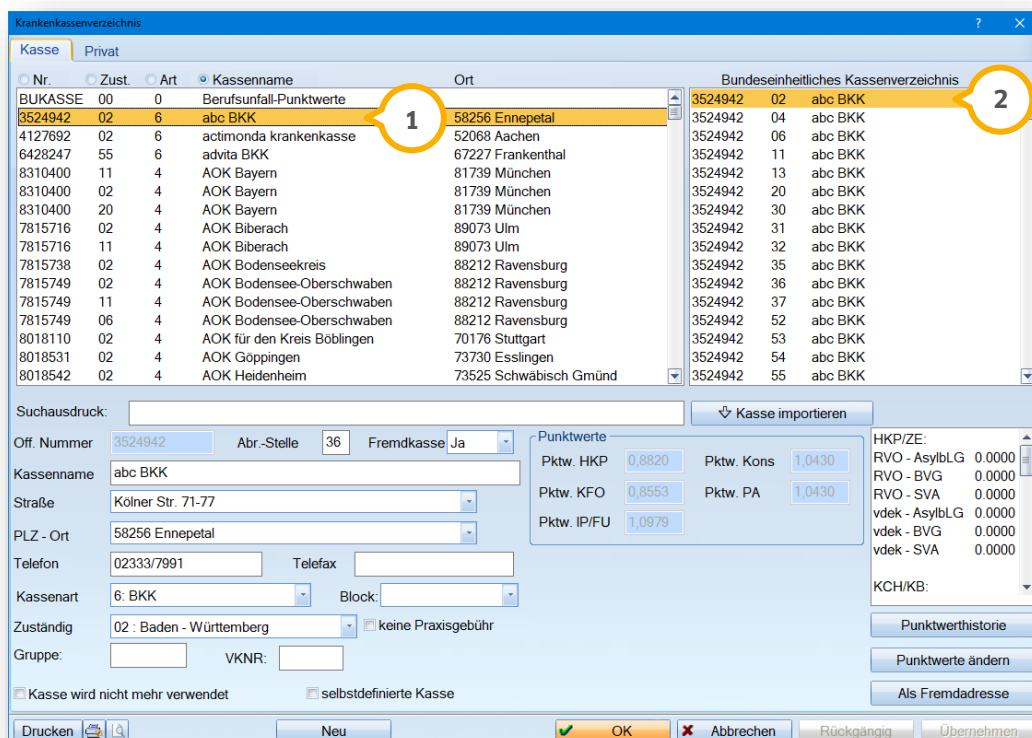 Krankenkassenverzeichnis ? ×
Kasse Privat
Nr. Zust. Art Kassenname Ort
BUKASSE 00 0 Berufsunfall-Punktwerte
3524942 02 6 abc BKK 58256 Ennepetal
4127692 02 6 actimonda krankenkasse 52068 Aachen
6428247 55 6 advita BKK 67227 Frankenthal
8310400 11 4 AOK Bayern 81739 München
8310400 02 4 AOK Bayern 81739 München
8310400 20 4 AOK Bayern 81739 München
7815716 02 4 AOK Biberach 89073 Ulm
7815716 11 4 AOK Biberach 89073 Ulm
7815738 02 4 AOK Bodenseekreis 88212 Ravensburg
7815749 02 4 AOK Bodensee-Oberschwaben 88212 Ravensburg
7815749 11 4 AOK Bodensee-Oberschwaben 88212 Ravensburg
7815749 06 4 AOK Bodensee-Oberschwaben 88212 Ravensburg
8018110 02 4 AOK für den Kreis Böblingen 70176 Stuttgart
8018531 02 4 AOK Göppingen 73730 Esslingen
8018542 02 4 AOK Heidenheim 73525 Schwäbisch Gmünd
1
Bundeseinheitliches Kassenverzeichnis
3524942 02 abc BKK
3524942 04 abc BKK
3524942 06 abc BKK
3524942 11 abc BKK
3524942 13 abc BKK
3524942 20 abc BKK
3524942 30 abc BKK
3524942 31 abc BKK
3524942 32 abc BKK
3524942 35 abc BKK
3524942 36 abc BKK
3524942 37 abc BKK
3524942 52 abc BKK
3524942 53 abc BKK
3524942 54 abc BKK
3524942 55 abc BKK
2
Suchausdruck:
Kasse importieren
Off. Nummer 3524942 Abr.-Stelle 36 Fremdkasse Ja
Kassenname abc BKK
Straße Kölner Str. 71-77
PLZ - Ort 58256 Ennepetal
Telefon 02333/7991 Telefax
Kassenart 6: BKK Block:
Zuständig 02 : Baden - Württemberg keine Praxisgebühr
Gruppe: VKNR:
Kasse wird nicht mehr verwendet selbstdefinierte Kasse
Punktwerte
Pktw. HKP 0,8820 Pktw. Kons 1,0430
Pktw. KFO 0,8553 Pktw. PA 1,0430
Pktw. IP/FU 1,0979
HKP/ZE:
RVO - AsylbLG 0.0000
RVO - BVG 0.0000
RVO - SVA 0.0000
vdek - AsylbLG 0.0000
vdek - BVG 0.0000
vdek - SVA 0.0000
KCH/KB:
Punktwerthistorie
Punktwerte ändern
Als Fremdadresse
Drucken Neu OK Abbrechen Rückgängig Übernehmen